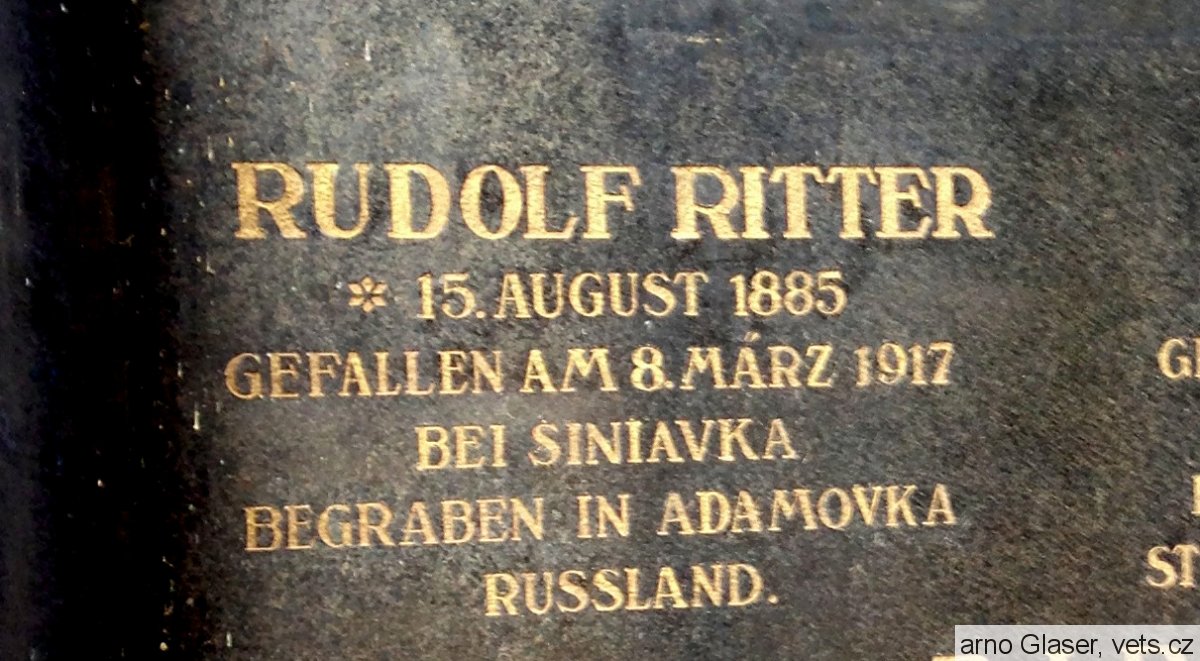 RUDOLF RITTER
* 15. AUGUST 1885
GEFALLEN AM 8. MÄRZ 1917
BEI SINIAVKA
BEGRABEN IN ADAMOVKA
RUSSLAND.
arno Glaser, vets.cz